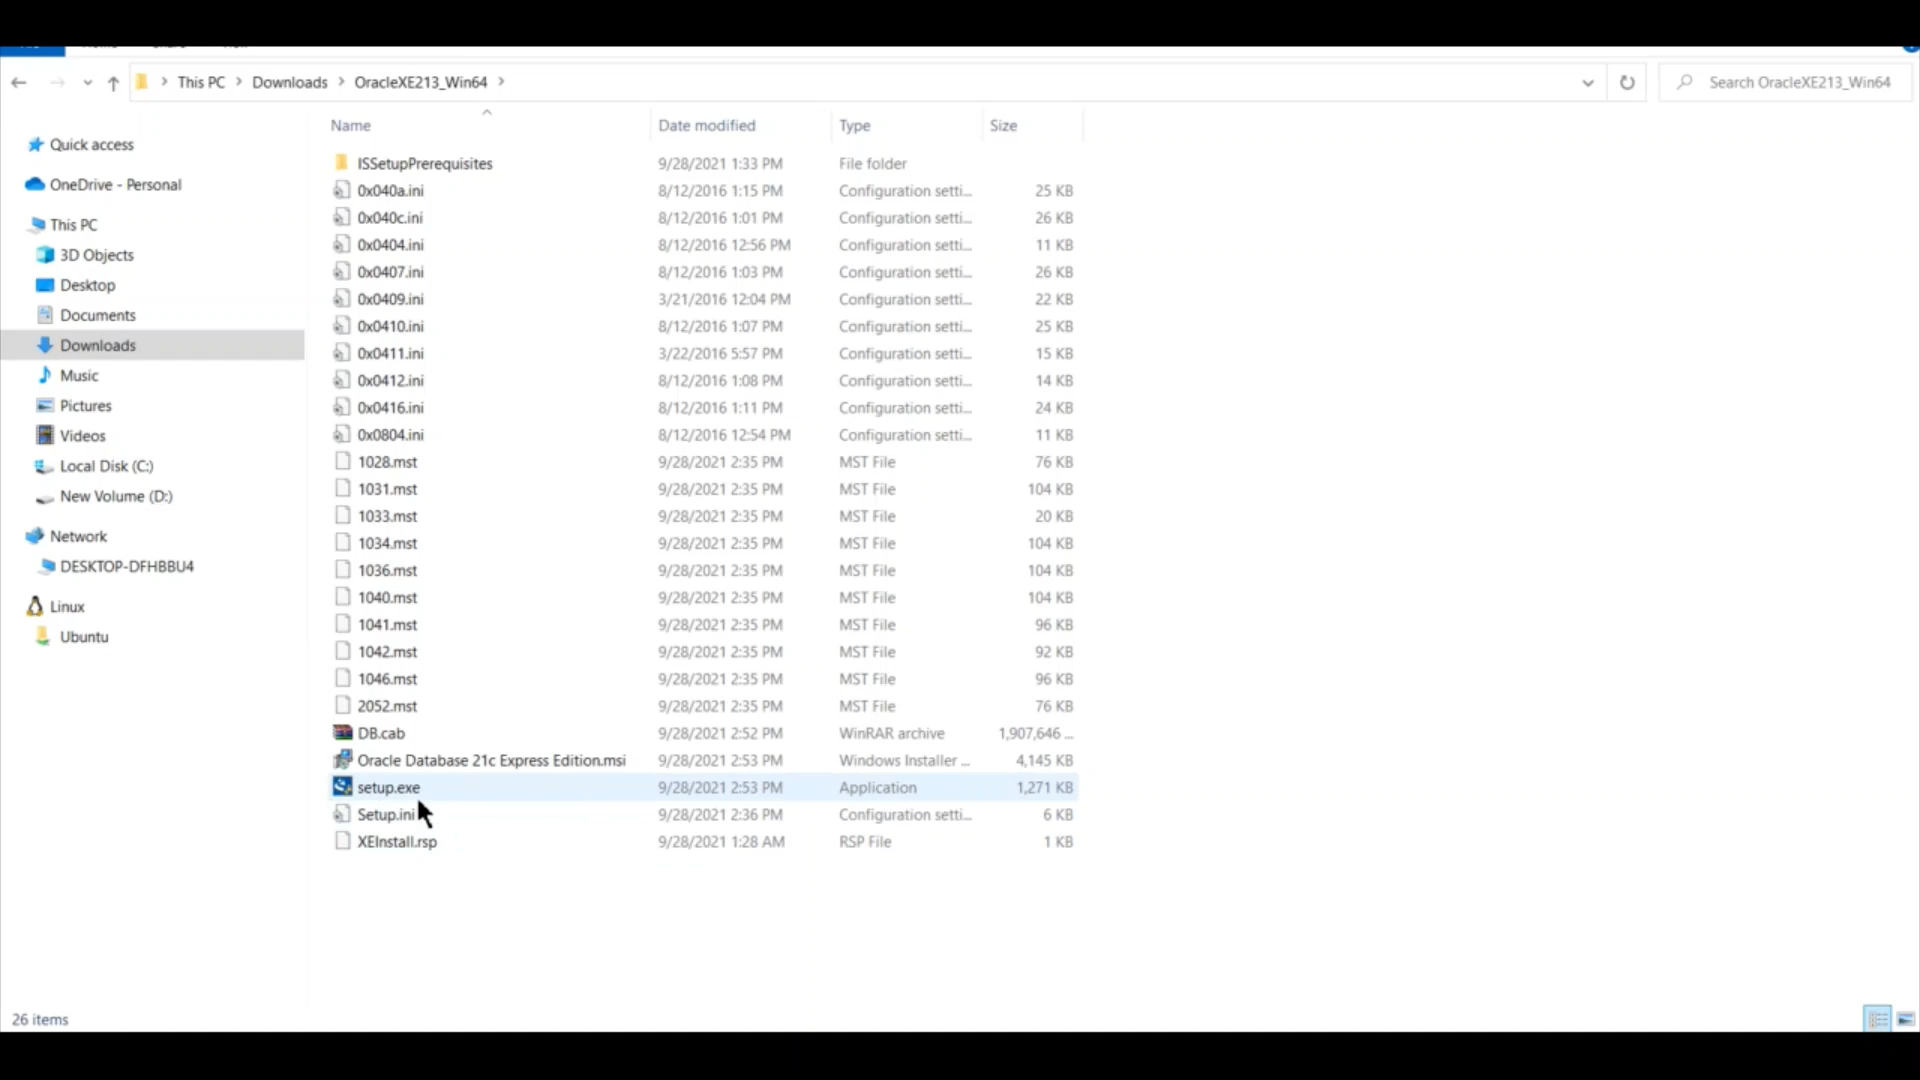 This PC > Downloads > OracleXE213_Win64 >
Search OracleXE213_Win64
Name Date modified Type Size
Quick access
OneDrive - Personal
This PC
3D Objects
Desktop
Documents
Downloads
Music
Pictures
Videos
Local Disk (C:)
New Volume (D:)
Network
DESKTOP-DFHBBU4
Linux
Ubuntu
ISSetupPrerequisites 9/28/2021 1:33 PM File folder
0x040a.ini 8/12/2016 1:15 PM Configuration setti... 25 KB
0x040c.ini 8/12/2016 1:01 PM Configuration setti... 26 KB
0x0404.ini 8/12/2016 12:56 PM Configuration setti... 11 KB
0x0407.ini 8/12/2016 1:03 PM Configuration setti... 26 KB
0x0409.ini 3/21/2016 12:04 PM Configuration setti... 22 KB
0x0410.ini 8/12/2016 1:07 PM Configuration setti... 25 KB
0x0411.ini 3/22/2016 5:57 PM Configuration setti... 15 KB
0x0412.ini 8/12/2016 1:08 PM Configuration setti... 14 KB
0x0416.ini 8/12/2016 1:11 PM Configuration setti... 24 KB
0x0804.ini 8/12/2016 12:54 PM Configuration setti... 11 KB
1028.mst 9/28/2021 2:35 PM MST File 76 KB
1031.mst 9/28/2021 2:35 PM MST File 104 KB
1033.mst 9/28/2021 2:35 PM MST File 20 KB
1034.mst 9/28/2021 2:35 PM MST File 104 KB
1036.mst 9/28/2021 2:35 PM MST File 104 KB
1040.mst 9/28/2021 2:35 PM MST File 104 KB
1041.mst 9/28/2021 2:35 PM MST File 96 KB
1042.mst 9/28/2021 2:35 PM MST File 92 KB
1046.mst 9/28/2021 2:35 PM MST File 96 KB
2052.mst 9/28/2021 2:35 PM MST File 76 KB
DB.cab 9/28/2021 2:52 PM WinRAR archive 1,907,646 ...
Oracle Database 21c Express Edition.msi 9/28/2021 2:53 PM Windows Installer ... 4,145 KB
setup.exe 9/28/2021 2:53 PM Application 1,271 KB
Setup.ini 9/28/2021 2:36 PM Configuration setti... 6 KB
XEInstall.rsp 9/28/2021 1:28 AM RSP File 1 KB
26 items